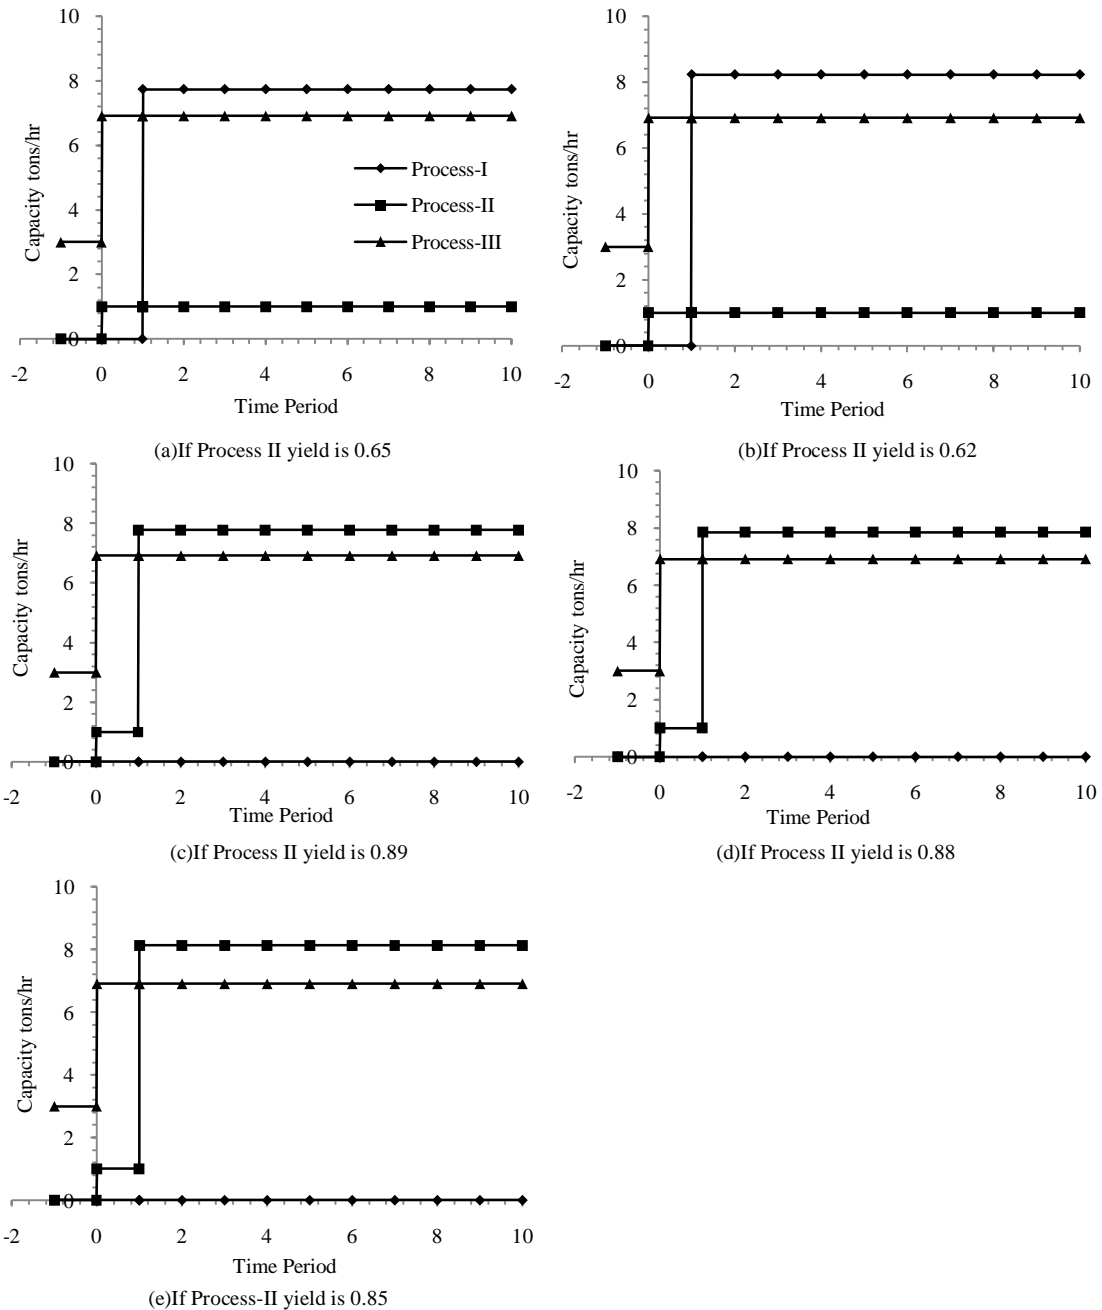 10
8
6
4
2
0
Capacity tons/hr
Process-I
Process-II
Process-III
-2 0 2 4 6 8 10
Time Period
(a)If Process II yield is 0.65
10
8
6
4
2
0
Capacity tons/hr
-2 0 2 4 6 8 10
Time Period
(b)If Process II yield is 0.62
10
8
6
4
2
0
Capacity tons/hr
-2 0 2 4 6 8 10
Time Period
(c)If Process II yield is 0.89
10
8
6
4
2
0
Capacity tons/hr
-2 0 2 4 6 8 10
Time Period
(d)If Process II yield is 0.88
10
8
6
4
2
0
Capacity tons/hr
-2 0 2 4 6 8 10
Time Period
(e)If Process-II yield is 0.85